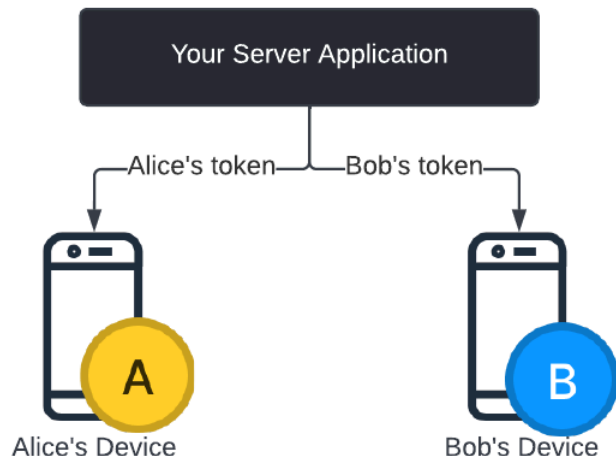 Your Server Application
Alice's token
Bob's token
A
B
Alice's Device
Bob's Device